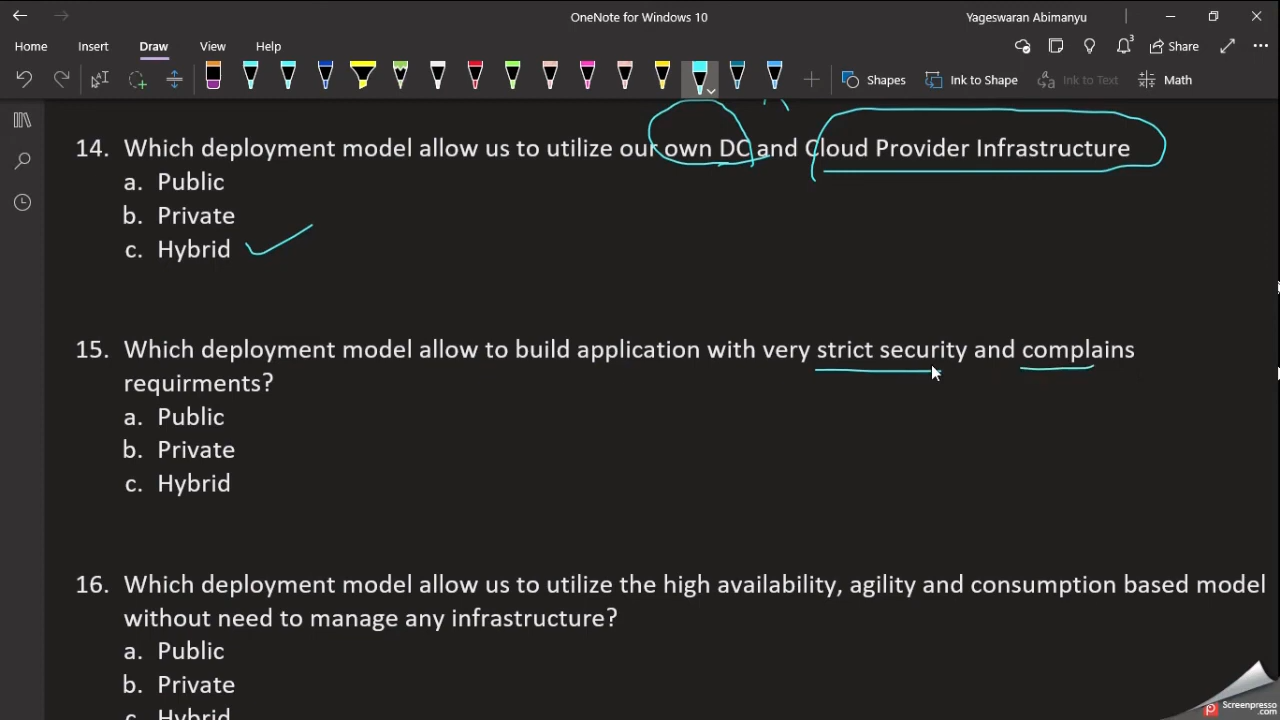 OneNote for Windows 10
Yageswaran Abimanyu
Home Insert Draw View Help
3
Share
Shapes Ink to Shape Ink to Text Math
14. Which deployment model allow us to utilize our own DC and Cloud Provider Infrastructure
a. Public
b. Private
c. Hybrid
15. Which deployment model allow to build application with very strict security and complains
requirments?
a. Public
b. Private
c. Hybrid
16. Which deployment model allow us to utilize the high availability, agility and consumption based model
without need to manage any infrastructure?
a. Public
b. Private
c. Hybrid
Screenpresso
.com